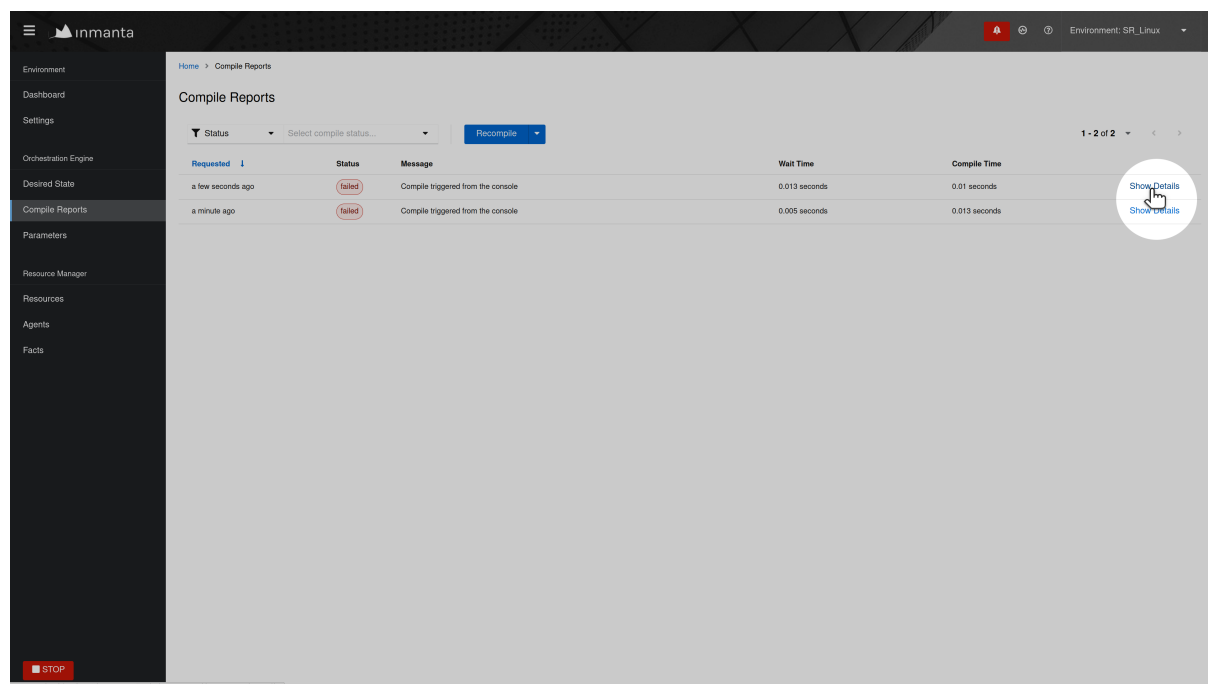 inmanta
Environment: SR_Linux
Environment
Dashboard
Settings
Orchestration Engine
Desired State
Compile Reports
Parameters
Resource Manager
Resources
Agents
Facts
STOP
Home > Compile Reports
Compile Reports
Status Select compile status... Recompile 1 - 2 of 2
Requested Status Message Wait Time Compile Time
a few seconds ago failed Compile triggered from the console 0.013 seconds 0.01 seconds Show Details
a minute ago failed Compile triggered from the console 0.005 seconds 0.013 seconds Show Details